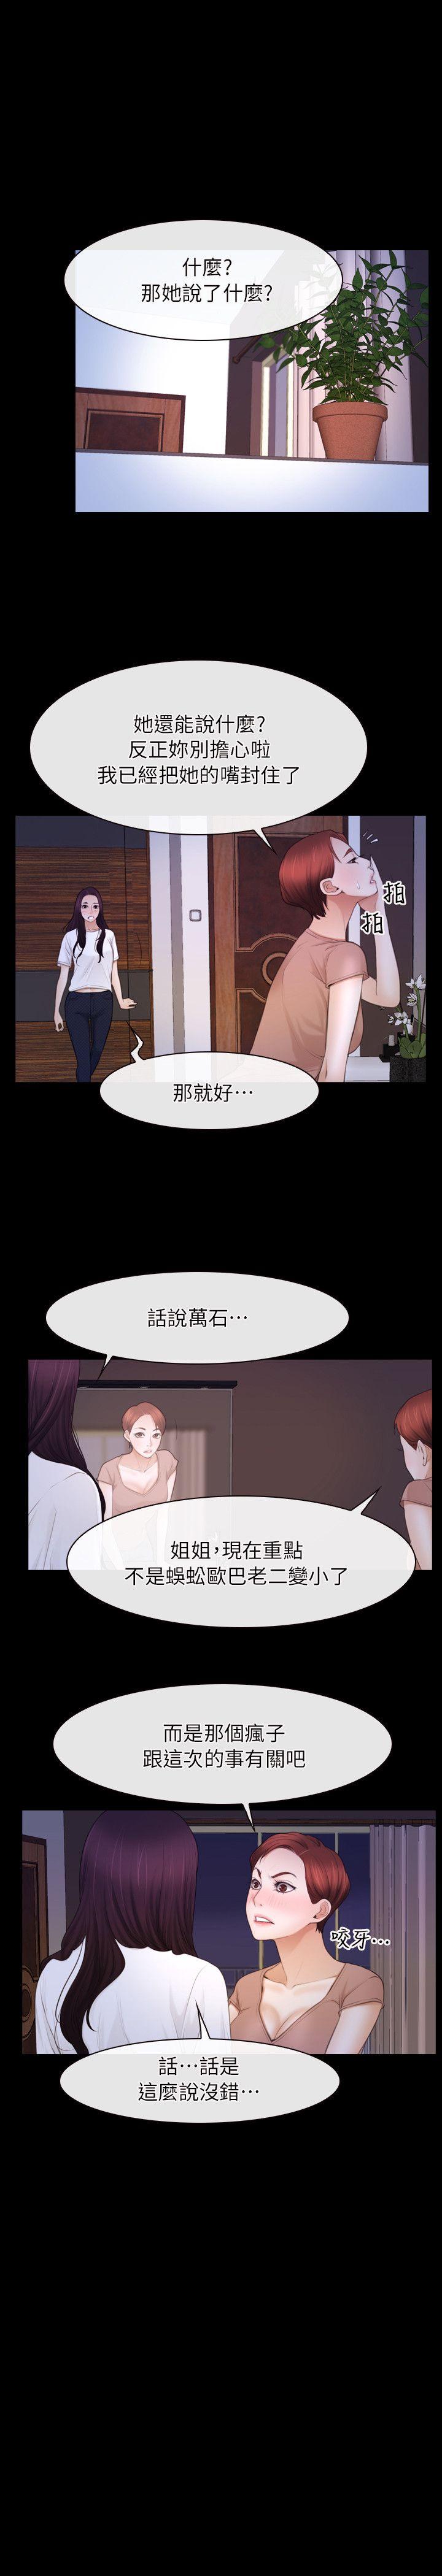 什麼?
那她說了什麼?
她還能說什麼?
反正妳別擔心啦
我已經把她的嘴封住了
拍
拍
那就好⋯
話說萬石⋯
姐姐,現在重點
不是蜈蚣歐巴老二變小了
而是那個瘋子
跟這次的事有關吧
咬牙⋯
話⋯話是
這麼說沒錯⋯